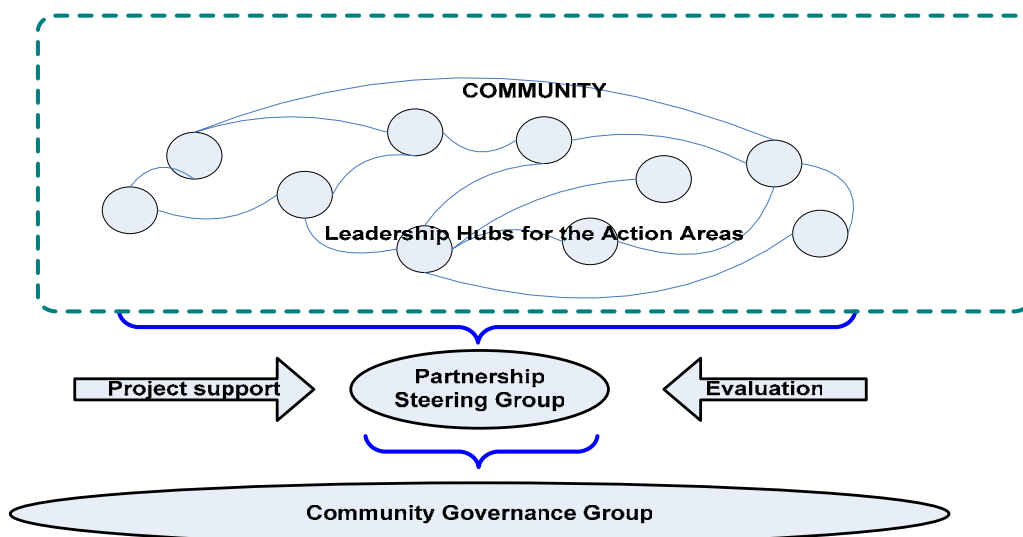 COMMUNITY
Leadership Hubs for the Action Areas
Partnership
Steering Group
Project support
Evaluation
Community Governance Group